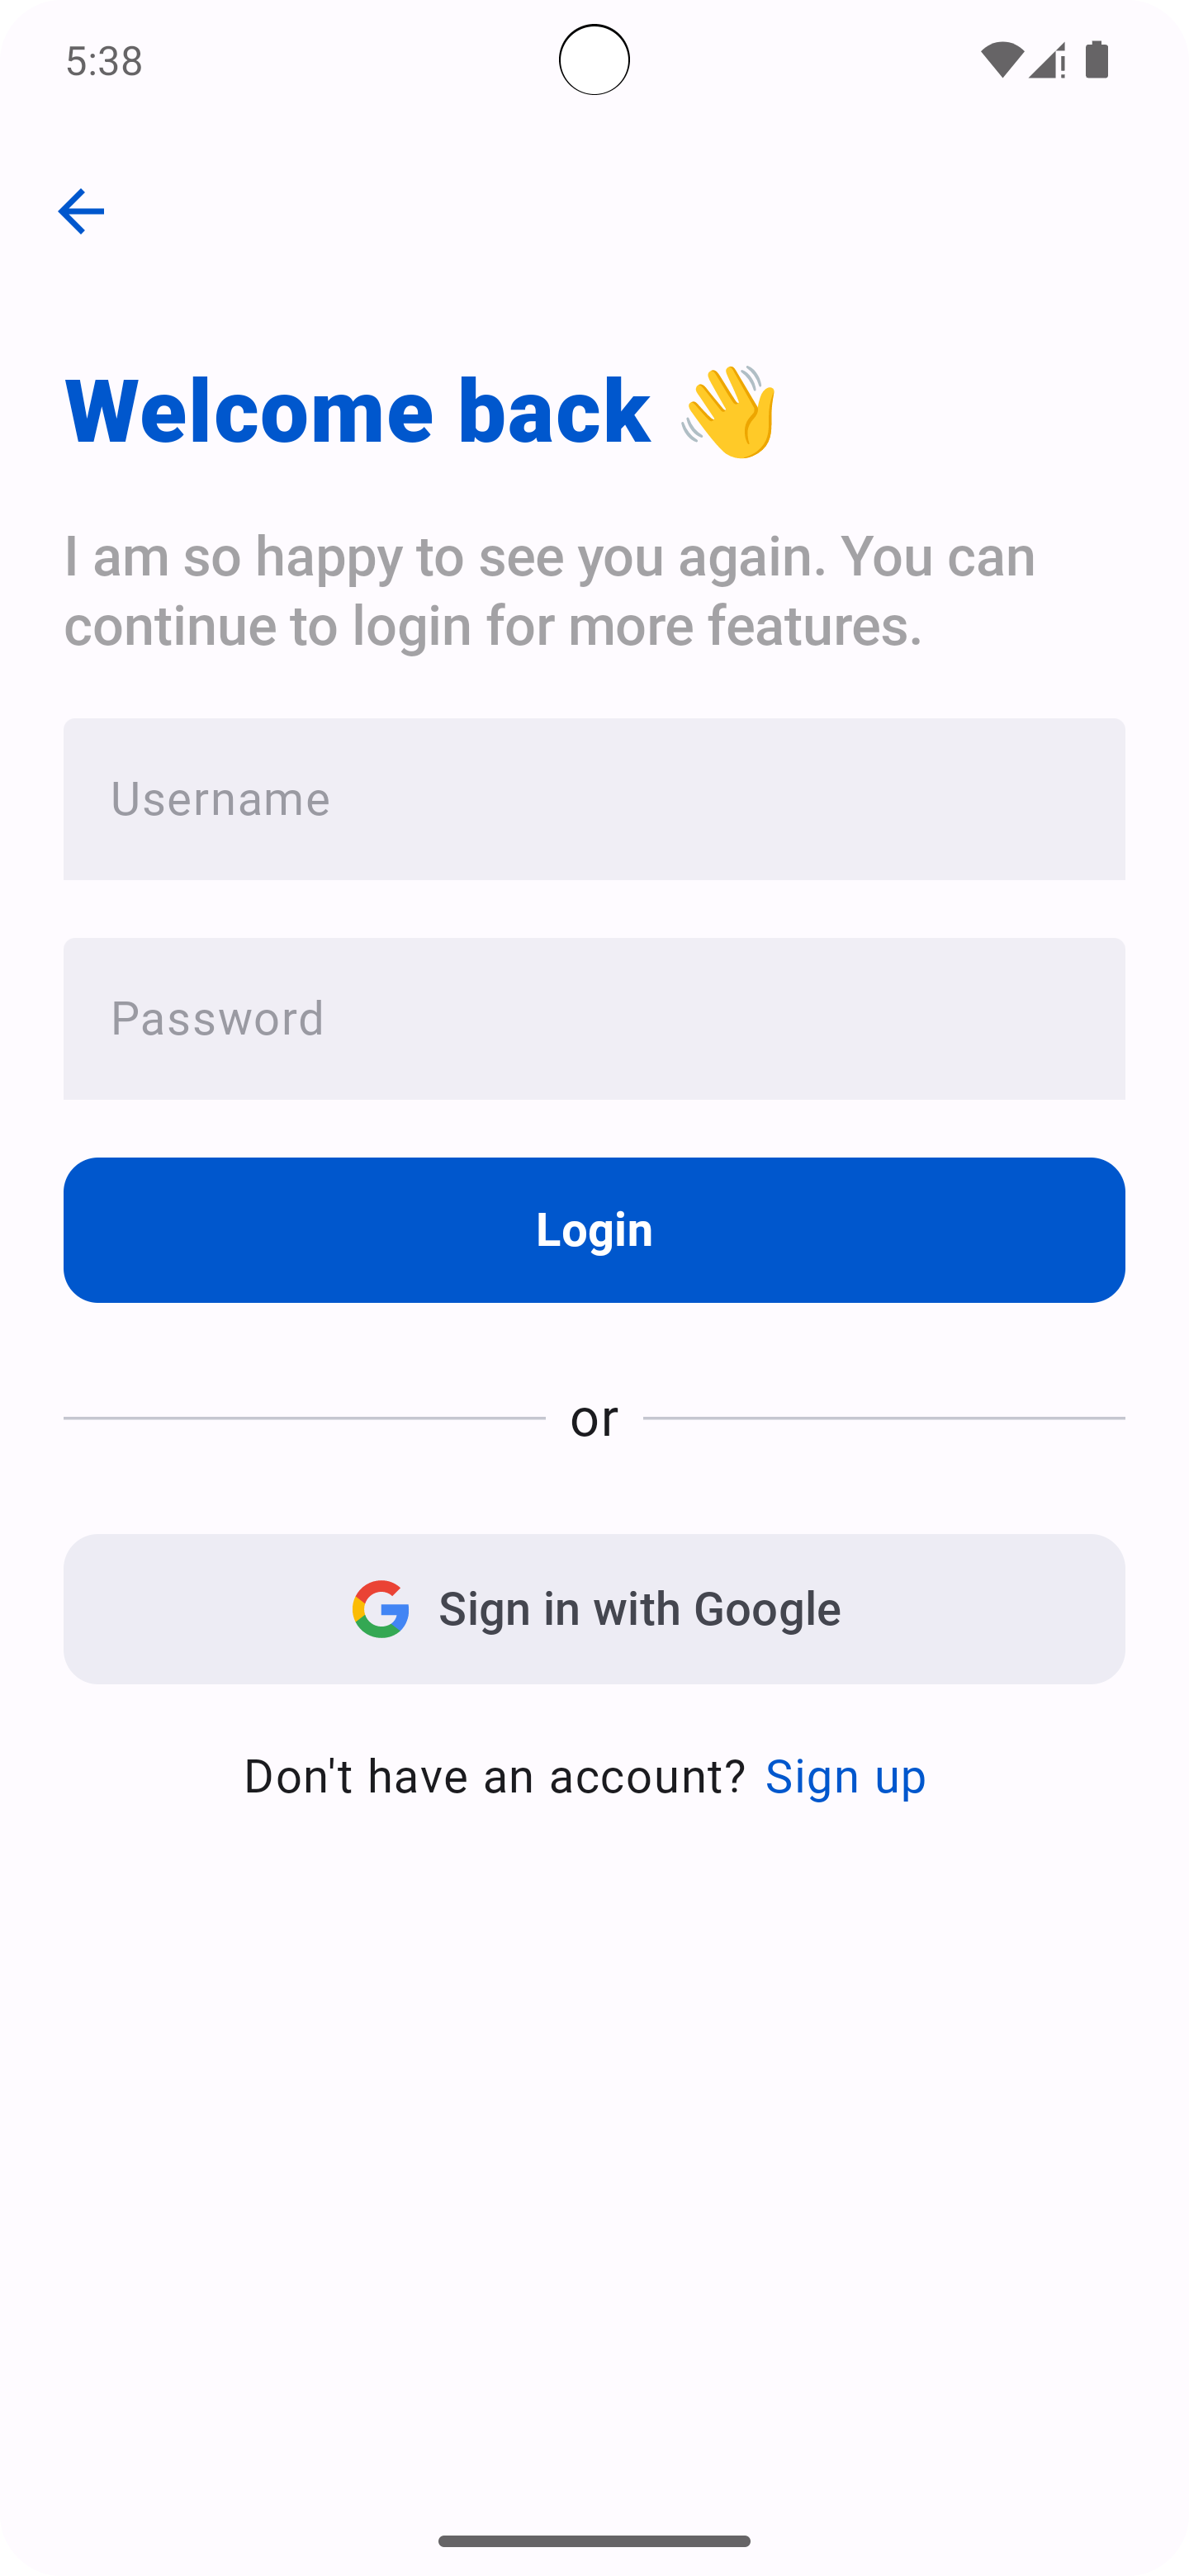 5:38
Welcome back 👋
I am so happy to see you again. You can
continue to login for more features.
Username
Password
Login
or
Sign in with Google
Don't have an account? Sign up